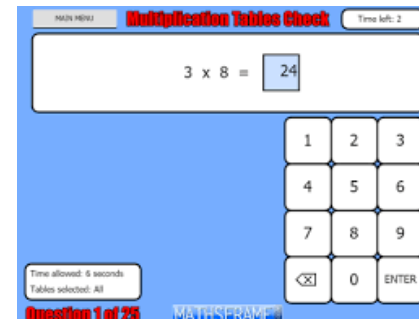 MAIN MENU
Multiplication Tables Check
Time left: 2
3 x 8 = 24
1 2 3
4 5 6
7 8 9
0 ENTER
Time allowed: 6 seconds
Tables selected: All
Question 1 of 25
MATHSFRAME